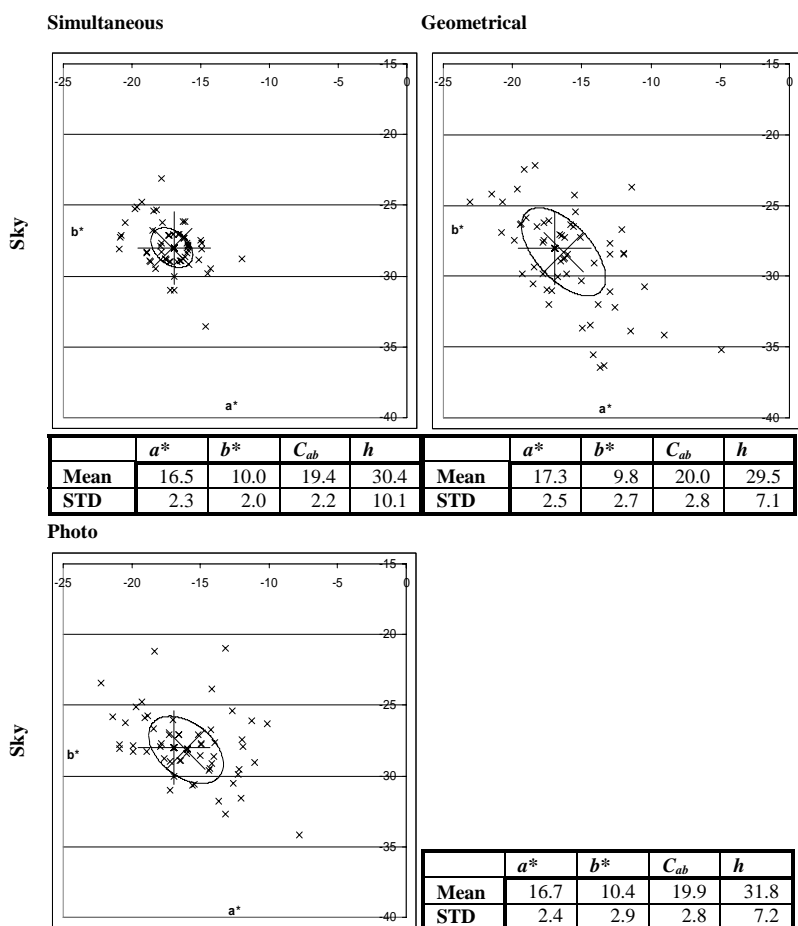 Simultaneous
Geometrical
Sky
-25 -20 -15 -10 -5 0
-15
-20
-25
-30
-35
-40
b*
a*
-25 -20 -15 -10 -5 0
-15
-20
-25
-30
-35
-40
b*
a*
a* b* Cab h
Mean 16.5 10.0 19.4 30.4
STD 2.3 2.0 2.2 10.1
a* b* Cab h
Mean 17.3 9.8 20.0 29.5
STD 2.5 2.7 2.8 7.1
Photo
Sky
-25 -20 -15 -10 -5 0
-15
-20
-25
-30
-35
-40
b*
a*
a* b* Cab h
Mean 16.7 10.4 19.9 31.8
STD 2.4 2.9 2.8 7.2